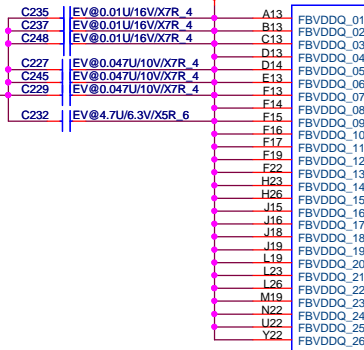 C235 EV@0.01U/16V/X7R_4
C237 EV@0.01U/16V/X7R_4
C248 EV@0.01U/16V/X7R_4
C227 EV@0.047U/10V/X7R_4
C245 EV@0.047U/10V/X7R_4
C229 EV@0.047U/10V/X7R_4
C232 EV@4.7U/6.3V/X5R_6
A13 FBVDDQ_01
B13 FBVDDQ_02
C13 FBVDDQ_03
D13 FBVDDQ_04
D14 FBVDDQ_05
E13 FBVDDQ_06
F13 FBVDDQ_07
F14 FBVDDQ_08
F15 FBVDDQ_09
F16 FBVDDQ_10
F17 FBVDDQ_11
F19 FBVDDQ_12
F22 FBVDDQ_13
H23 FBVDDQ_14
H26 FBVDDQ_15
J15 FBVDDQ_16
J16 FBVDDQ_17
J18 FBVDDQ_18
J19 FBVDDQ_19
L19 FBVDDQ_20
L23 FBVDDQ_21
L26 FBVDDQ_22
M19 FBVDDQ_23
N22 FBVDDQ_24
U22 FBVDDQ_25
Y22 FBVDDQ_26